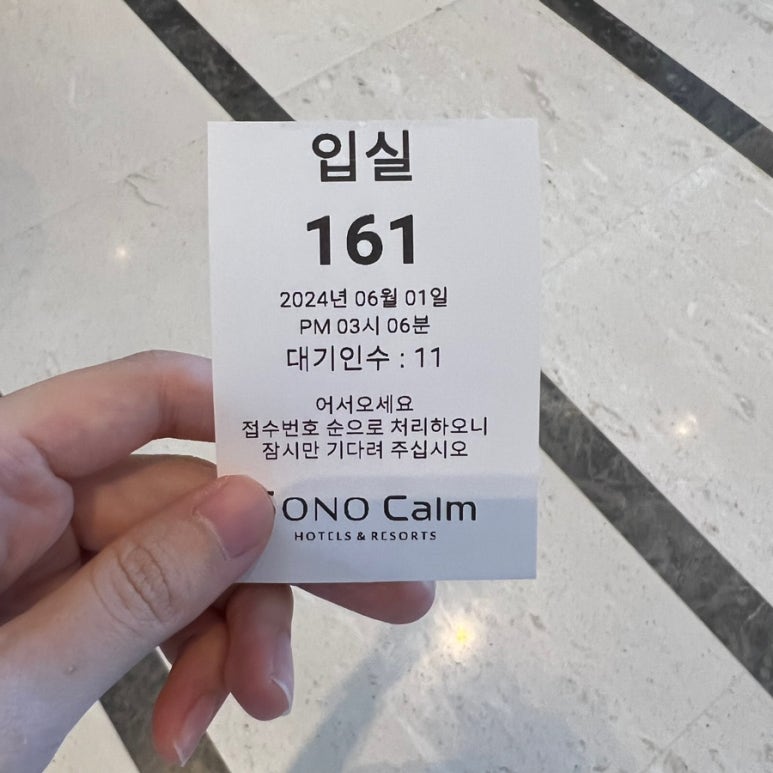 입실
161
2024년 06월 01일
PM 03시 06분
대기인수 : 11
어서오세요
접수번호 순으로 처리하오니
잠시만 기다려 주십시오
SONO Calm
HOTELS & RESORTS